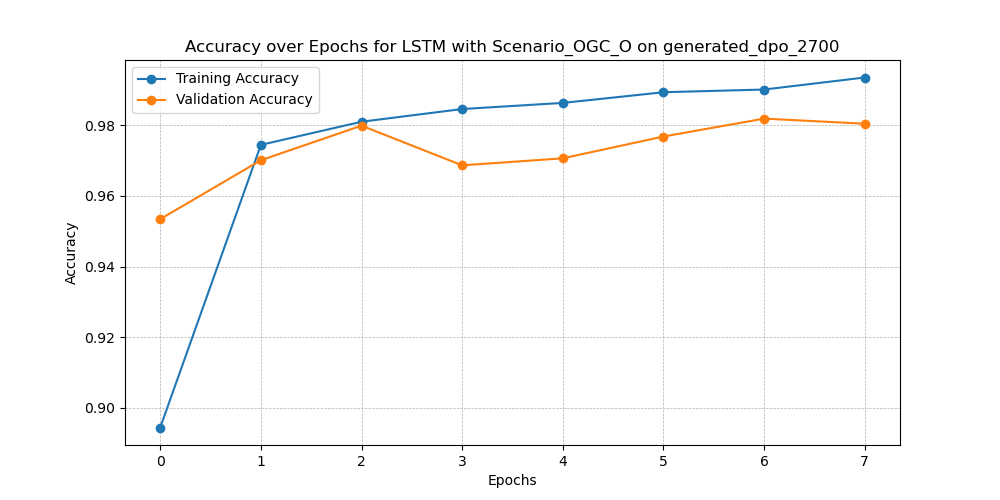 Accuracy over Epochs for LSTM with Scenario_OGC_O on generated_dpo_2700
Training Accuracy
Validation Accuracy
0.98
0.96
0.94
0.92
0.90
Accuracy
0 1 2 3 4 5 6 7
Epochs